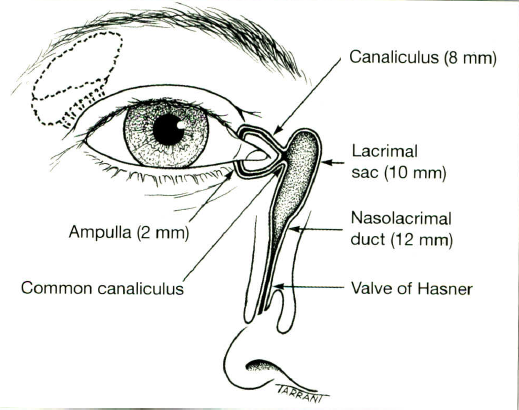 Canaliculus (8 mm)
Lacrimal
sac (10 mm)
Ampulla (2 mm)
Nasolacrimal
duct (12 mm)
Common canaliculus
Valve of Hasner
TARRANT